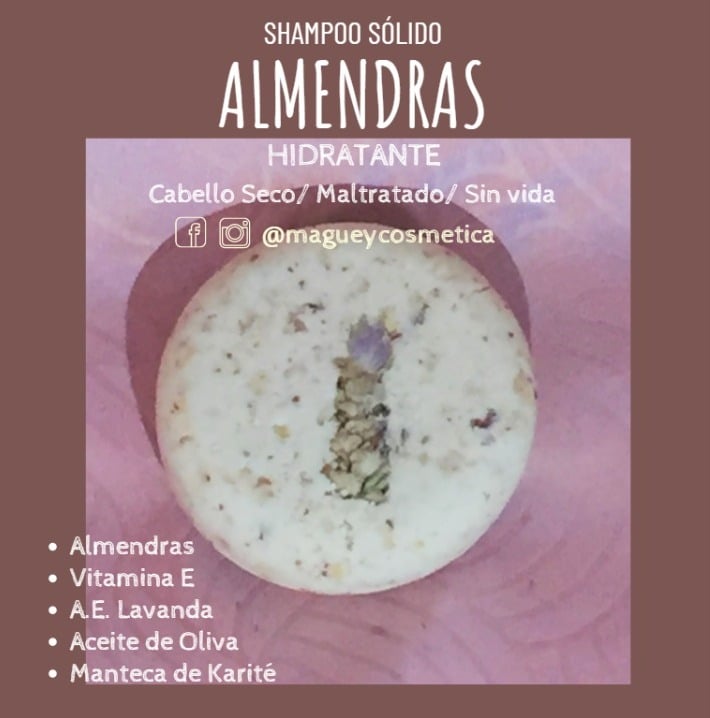 SHAMPOO SÓLIDO
ALMENDRAS
HIDRATANTE
Cabello Seco/ Maltratado/ Sin vida
@magueycosmetica
• Almendras
• Vitamina E
• A.E. Lavanda
• Aceite de Oliva
• Manteca de Karité